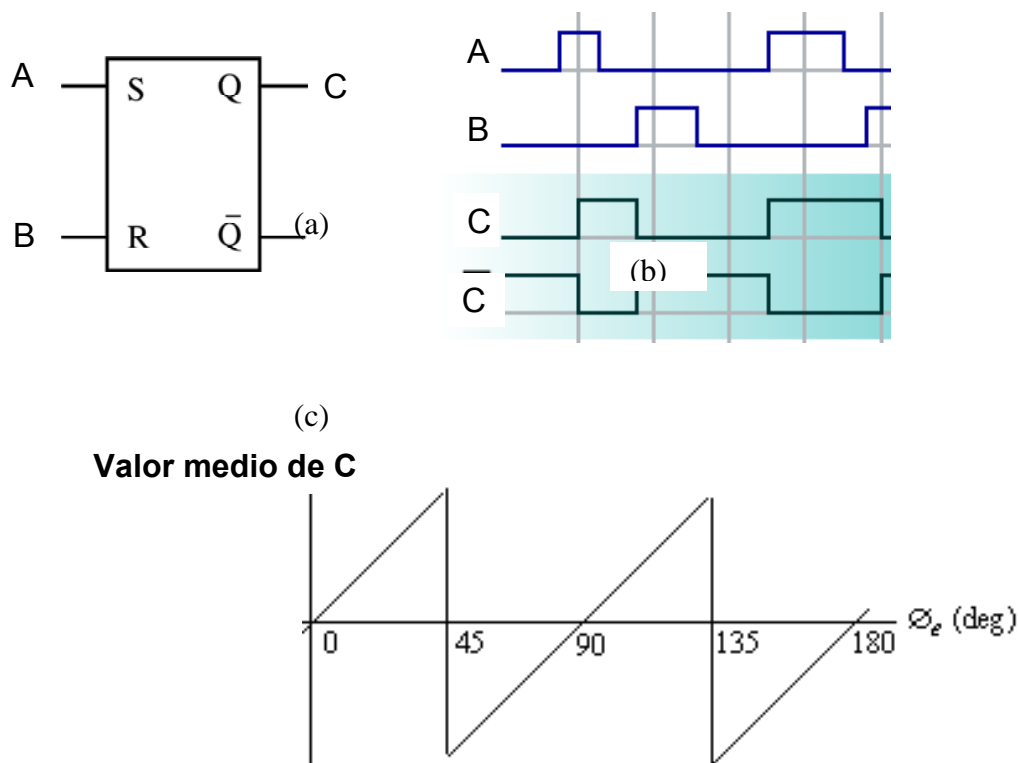 A
S
Q
C
B
R
Q̄
(a)
A
B
C
C̄
(b)
(c)
Valor medio de C
0
45
90
135
180
∅e (deg)